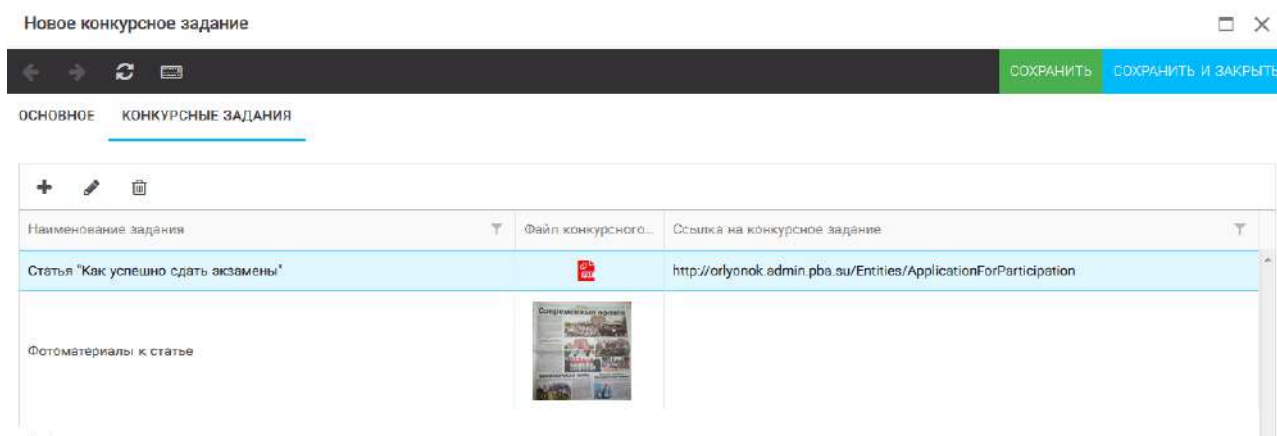 Новое конкурсное задание
СОХРАНИТЬ СОХРАНИТЬ И ЗАКРЫТЬ
ОСНОВНОЕ КОНКУРСНЫЕ ЗАДАНИЯ
Наименование задания Файл конкурсного... Ссылка на конкурсное задание
Статья "Как успешно сдать экзамены" http://orlyonok.admin.pba.su/Entities/ApplicationForParticipation
Фотоматериалы к статье